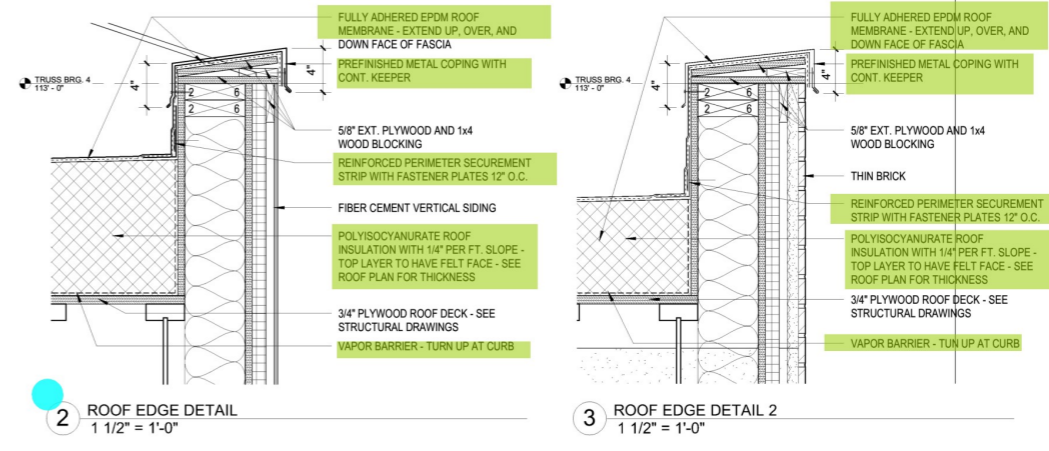 FULLY ADHERED EPDM ROOF
MEMBRANE - EXTEND UP, OVER, AND
DOWN FACE OF FASCIA
PREFINISHED METAL COPING WITH
CONT. KEEPER
TRUSS BRG. 4
113' - 0"
4"
4"
2 6
2 6
5/8" EXT. PLYWOOD AND 1x4
WOOD BLOCKING
REINFORCED PERIMETER SECUREMENT
STRIP WITH FASTENER PLATES 12" O.C.
FIBER CEMENT VERTICAL SIDING
POLYISOCYANURATE ROOF
INSULATION WITH 1/4" PER FT. SLOPE -
TOP LAYER TO HAVE FELT FACE - SEE
ROOF PLAN FOR THICKNESS
3/4" PLYWOOD ROOF DECK - SEE
STRUCTURAL DRAWINGS
VAPOR BARRIER - TURN UP AT CURB
2
ROOF EDGE DETAIL
1 1/2" = 1'-0"
FULLY ADHERED EPDM ROOF
MEMBRANE - EXTEND UP, OVER, AND
DOWN FACE OF FASCIA
PREFINISHED METAL COPING WITH
CONT. KEEPER
TRUSS BRG. 4
113' - 0"
4"
4"
2 6
2 6
5/8" EXT. PLYWOOD AND 1x4
WOOD BLOCKING
THIN BRICK
REINFORCED PERIMETER SECUREMENT
STRIP WITH FASTENER PLATES 12" O.C.
POLYISOCYANURATE ROOF
INSULATION WITH 1/4" PER FT. SLOPE -
TOP LAYER TO HAVE FELT FACE - SEE
ROOF PLAN FOR THICKNESS
3/4" PLYWOOD ROOF DECK - SEE
STRUCTURAL DRAWINGS
VAPOR BARRIER - TUN UP AT CURB
3
ROOF EDGE DETAIL 2
1 1/2" = 1'-0"